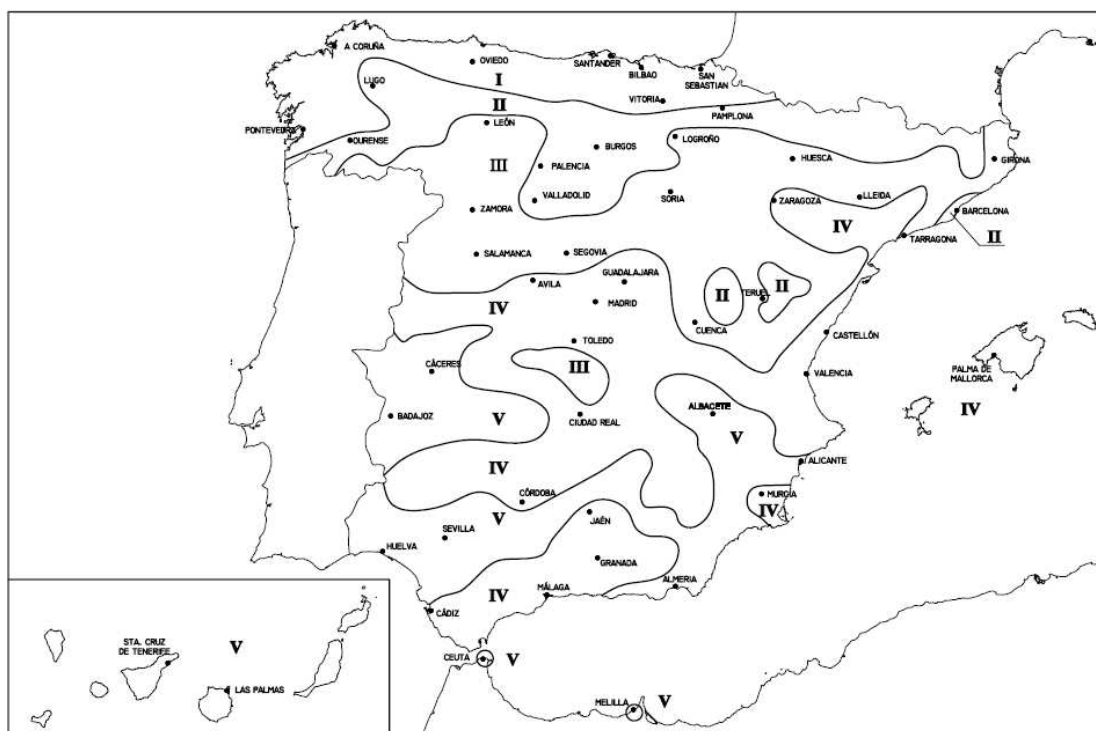 A CORUÑA
OVIEDO
SANTANDER
BILBAO
SAN
SEBASTIAN
LUGO
I
VITORIA
II
PAMPLONA
PONTEVEDRA
OURENSE
LEÓN
LOGROÑO
BURGOS
HUESCA
GIRONA
III
PALENCIA
VALLADOLID
SORIA
ZARAGOZA
LLEIDA
ZAMORA
IV
BARCELONA
TARRAGONA
II
SALAMANCA
SEGOVIA
AVILA
GUADALAJARA
II
TERUEL
II
IV
MADRID
CUENCA
TOLEDO
CASTELLÓN
III
CÁCERES
VALENCIA
PALMA DE
MALLORCA
IV
BADAJOZ
V
CIUDAD REAL
ALBACETE
V
IV
ALICANTE
CÓRDOBA
MURCIA
IV
V
JAÉN
SEVILLA
HUELVA
GRANADA
ALMERIA
IV
MÁLAGA
CÁDIZ
STA. CRUZ
DE TENERIFE
V
LAS PALMAS
CEUTA
V
MELILLA
V